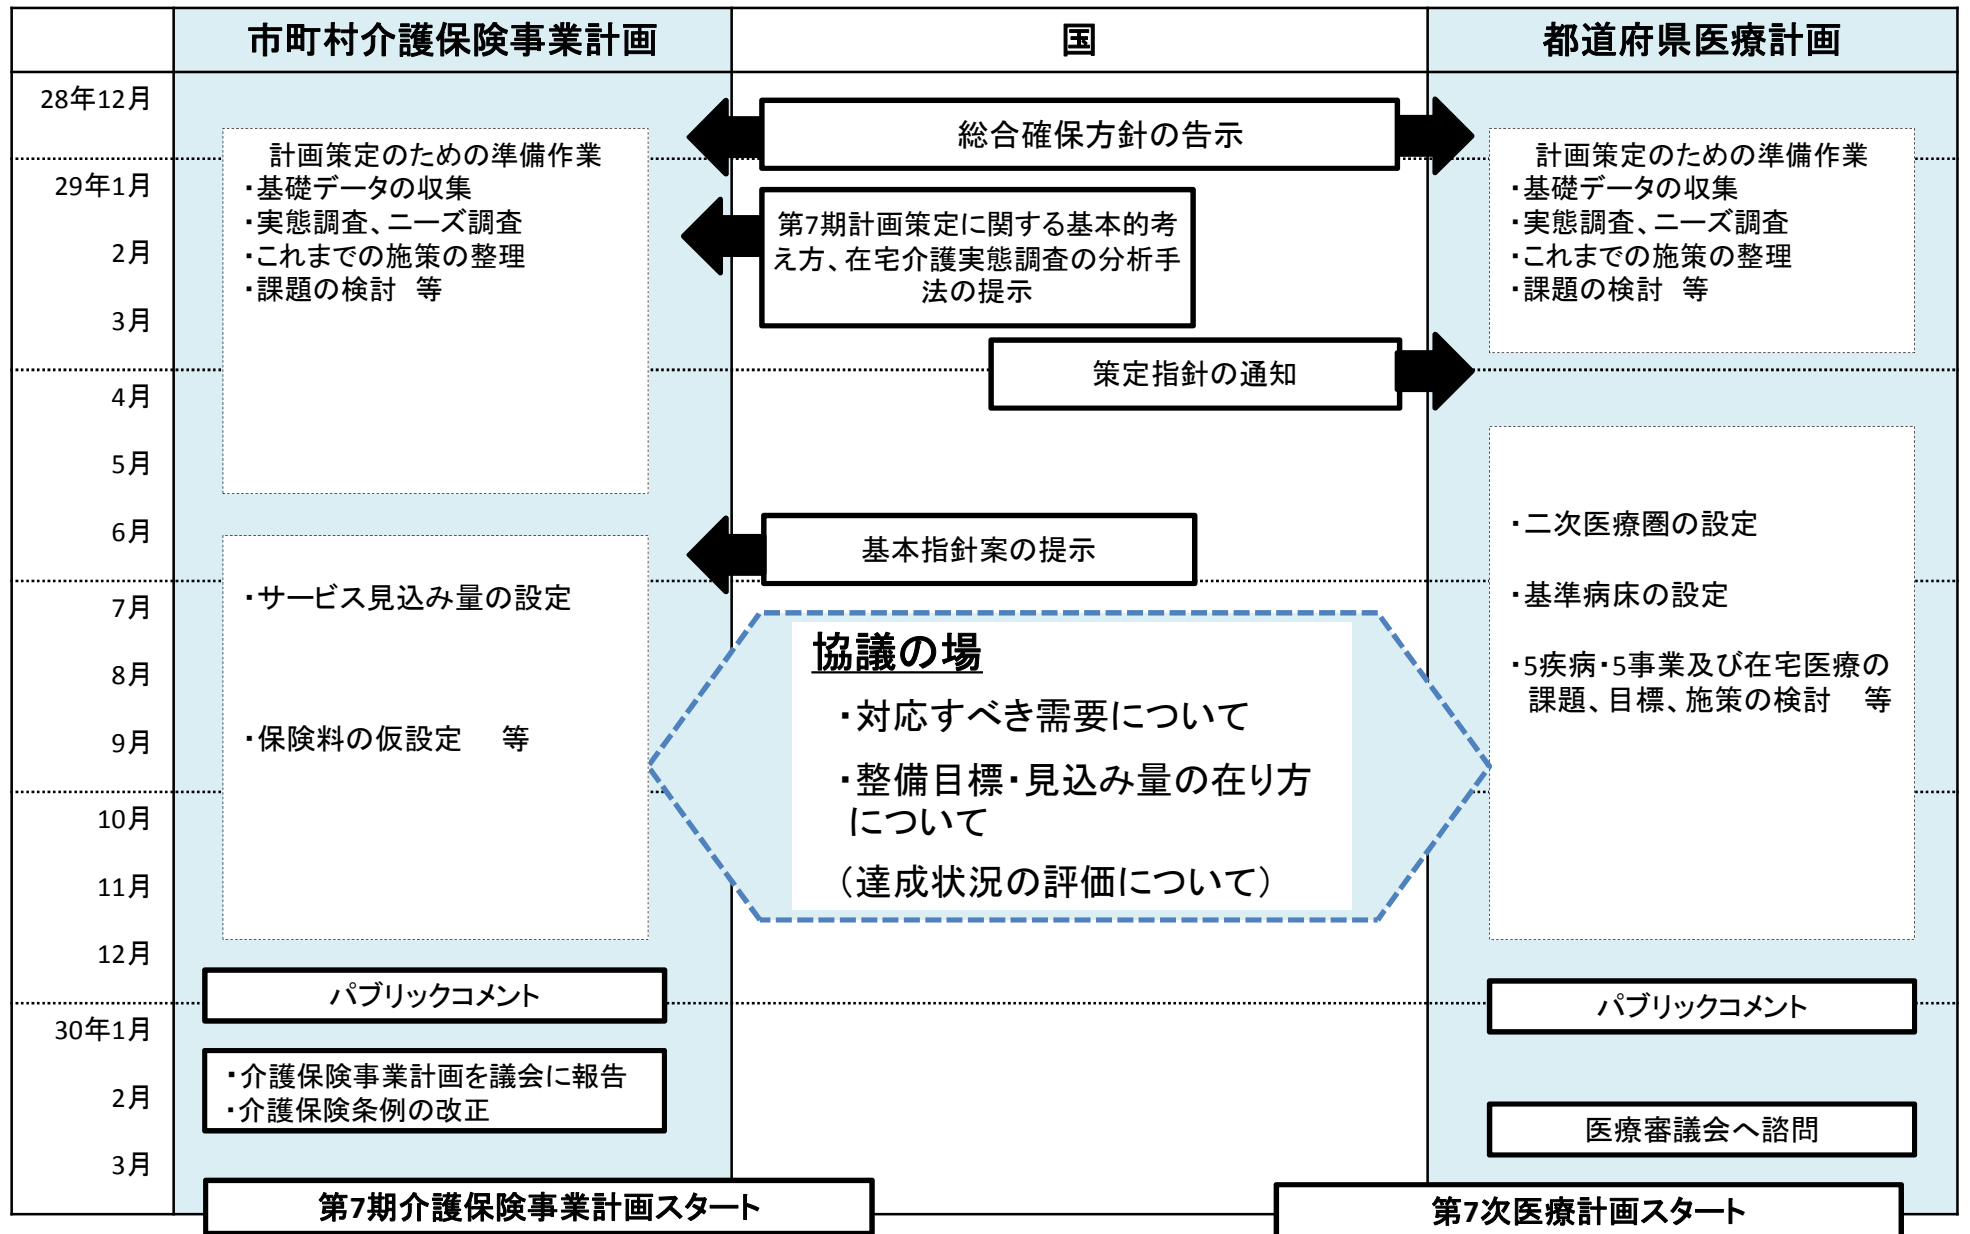 市町村介護保険事業計画
国
都道府県医療計画
28年12月
29年1月
2月
3月
4月
5月
6月
7月
8月
9月
10月
11月
12月
30年1月
2月
3月
計画策定のための準備作業
・基礎データの収集
・実態調査、ニーズ調査
・これまでの施策の整理
・課題の検討　等
・サービス見込み量の設定
・保険料の仮設定　等
パブリックコメント
・介護保険事業計画を議会に報告
・介護保険条例の改正
第7期介護保険事業計画スタート
総合確保方針の告示
第7期計画策定に関する基本的考
え方、在宅介護実態調査の分析手
法の提示
策定指針の通知
基本指針案の提示
協議の場
・対応すべき需要について
・整備目標・見込み量の在り方
について
（達成状況の評価について）
計画策定のための準備作業
・基礎データの収集
・実態調査、ニーズ調査
・これまでの施策の整理
・課題の検討　等
・二次医療圏の設定
・基準病床の設定
・5疾病・5事業及び在宅医療の
課題、目標、施策の検討　等
パブリックコメント
医療審議会へ諮問
第7次医療計画スタート